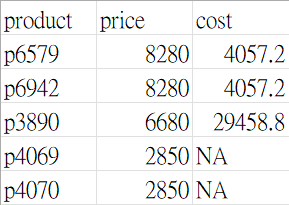 product price cost
p6579 8280 4057.2
p6942 8280 4057.2
p3890 6680 29458.8
p4069 2850 NA
p4070 2850 NA